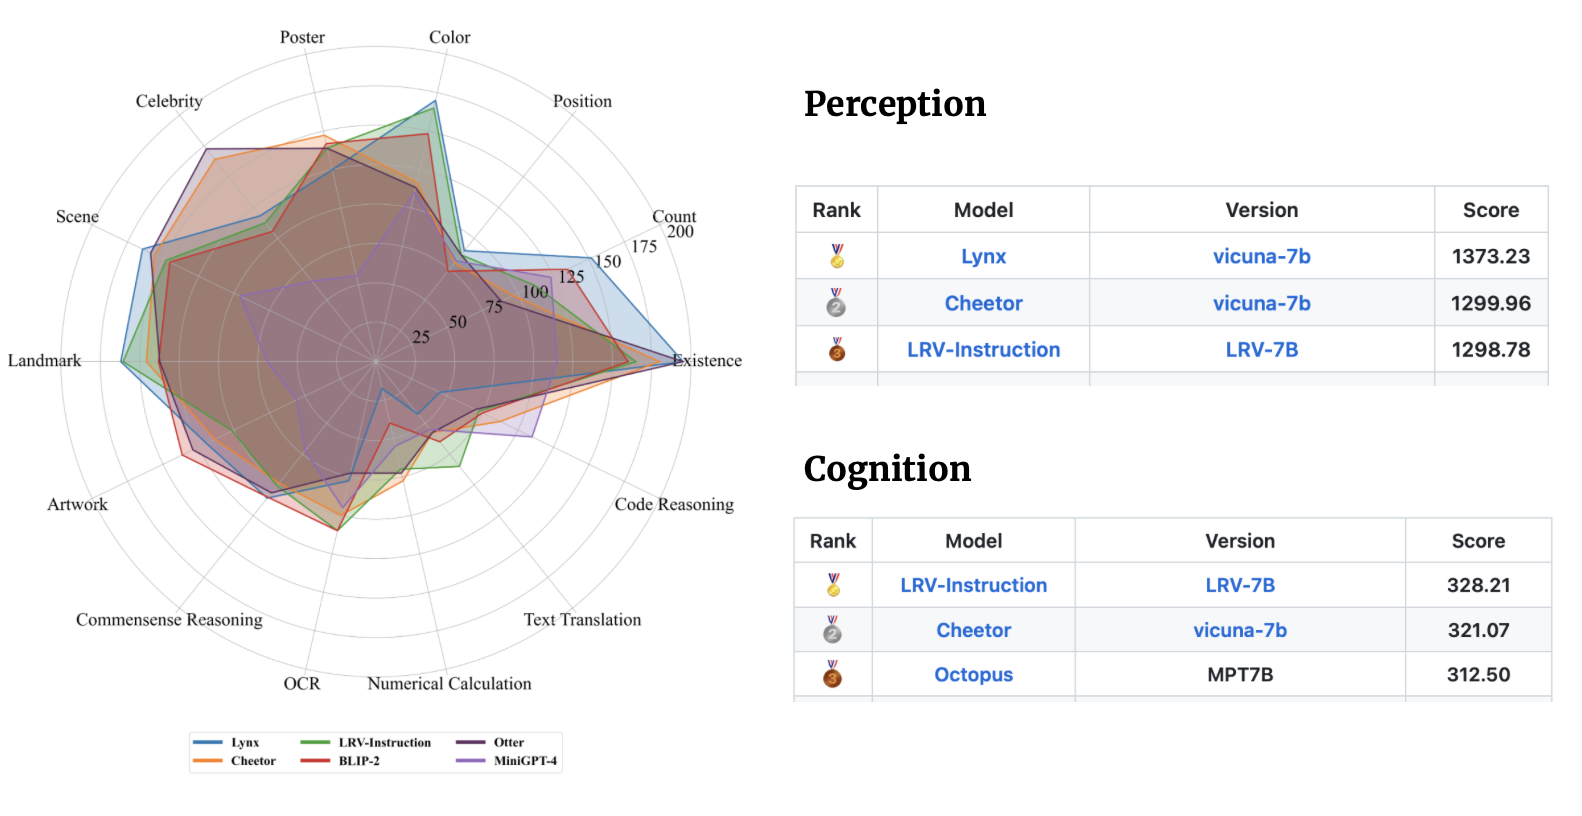 Poster
Color
Celebrity
Position
Scene
Count
200
175
150
125
100
75
50
25
Landmark
Existence
Artwork
Code Reasoning
Commensense Reasoning
Text Translation
OCR
Numerical Calculation
Lynx
LRV-Instruction
Otter
Cheetor
BLIP-2
MiniGPT-4
Perception
Rank Model Version Score
Lynx vicuna-7b 1373.23
2 Cheetor vicuna-7b 1299.96
3 LRV-Instruction LRV-7B 1298.78
Cognition
Rank Model Version Score
LRV-Instruction LRV-7B 328.21
2 Cheetor vicuna-7b 321.07
3 Octopus MPT7B 312.50